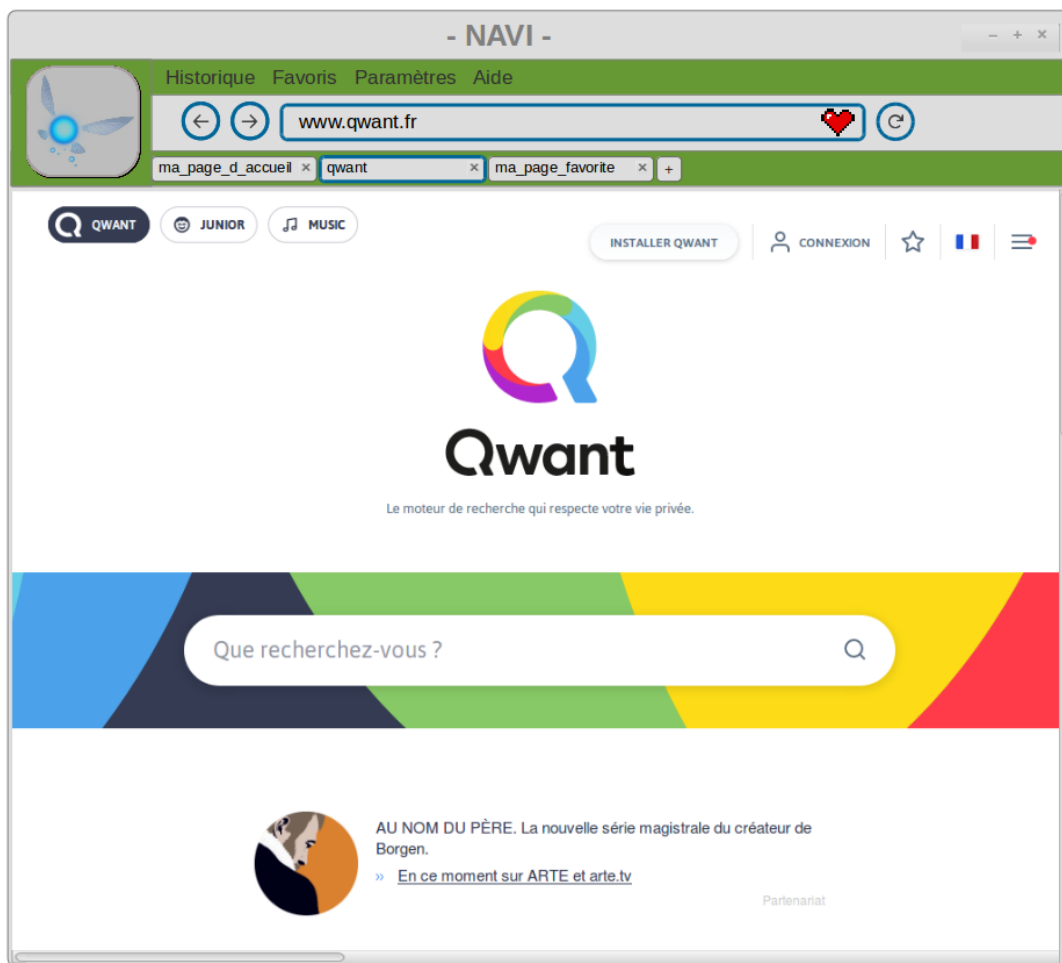 - NAVI -
Historique Favoris Paramètres Aide
www.qwant.fr
ma_page_d_accueil × qwant × ma_page_favorite × +
QWANT JUNIOR MUSIC
INSTALLER QWANT CONNEXION
Qwant
Le moteur de recherche qui respecte votre vie privée.
Que recherchez-vous ?
AU NOM DU PÈRE. La nouvelle série magistrale du créateur de
Borgen.
» En ce moment sur ARTE et arte.tv
Partenariat